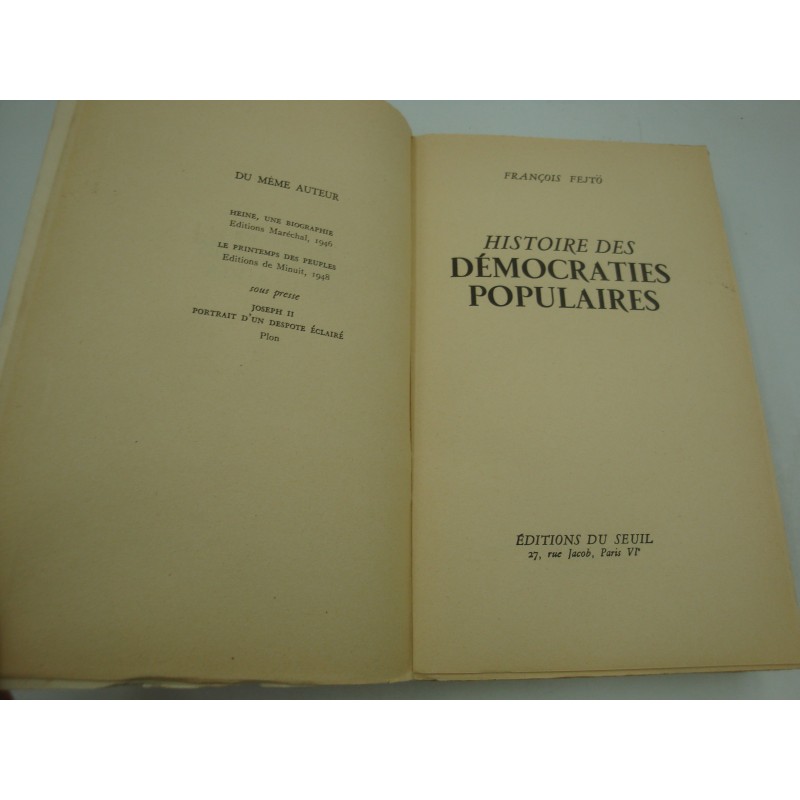 DU MÊME AUTEUR
HEINE, UNE BIOGRAPHIE
Editions Maréchal, 1946
LE PRINTEMPS DES PEUPLES
Editions de Minuit, 1948
sous presse
JOSEPH II
PORTRAIT D'UN DESPOTE ÉCLAIRÉ
Plon
FRANÇOIS FEJTÖ
HISTOIRE DES
DÉMOCRATIES
POPULAIRES
ÉDITIONS DU SEUIL
27, rue Jacob, Paris VIe